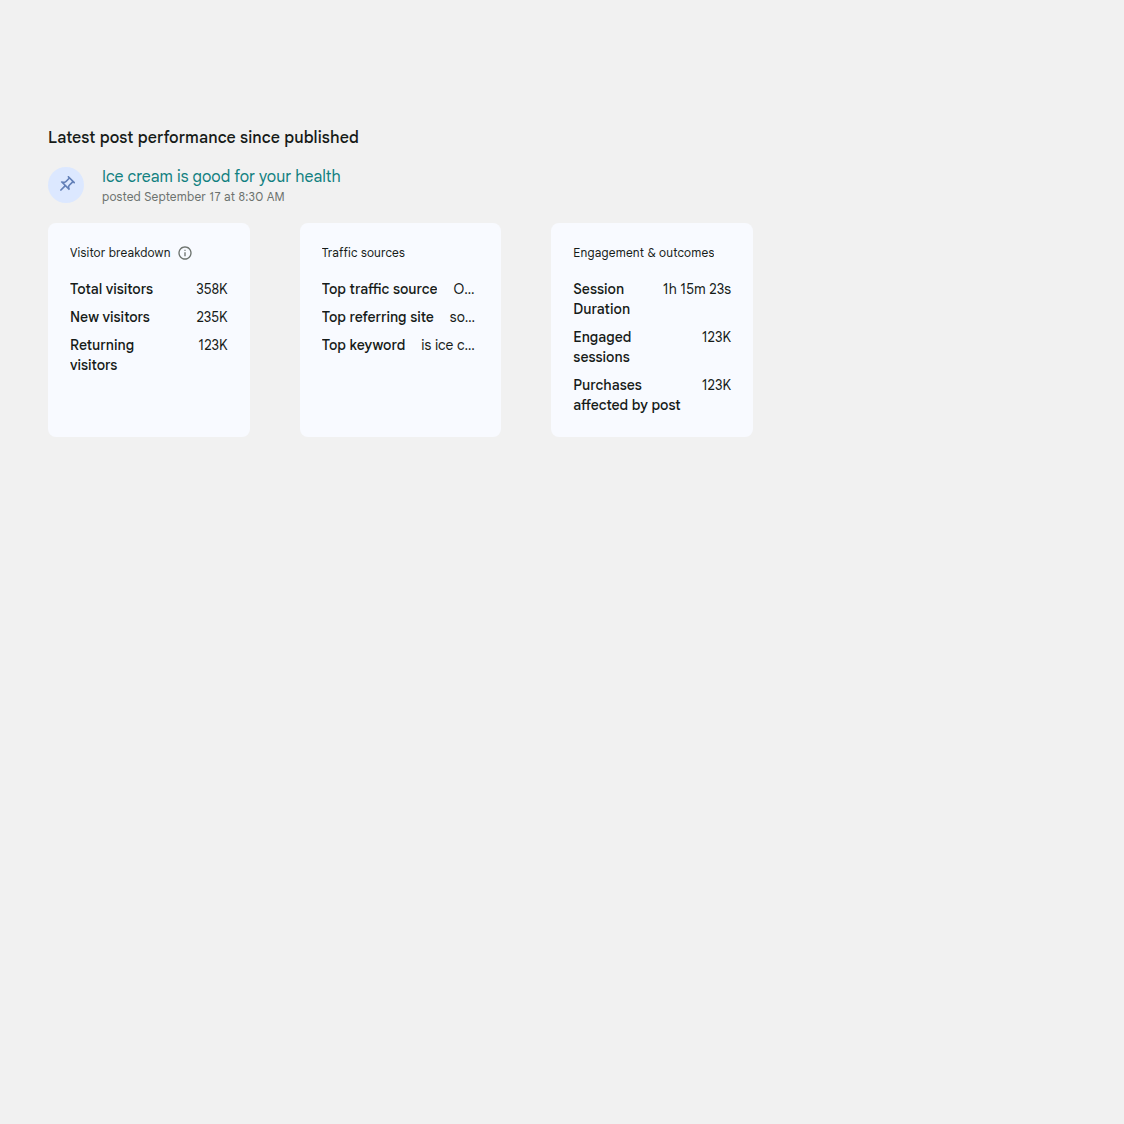 Latest post performance since published
Ice cream is good for your health
posted September 17 at 8:30 AM
Visitor breakdown
Total visitors 358K
New visitors 235K
Returning visitors 123K
Traffic sources
Top traffic source O...
Top referring site so...
Top keyword is ice c...
Engagement & outcomes
Session Duration 1h 15m 23s
Engaged sessions 123K
Purchases affected by post 123K